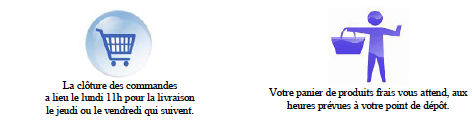 La clôture des commandes
a lieu le lundi 11h pour la livraison
le jeudi ou le vendredi qui suivent.
Votre panier de produits frais vous attend, aux
heures prévues à votre point de dépôt.